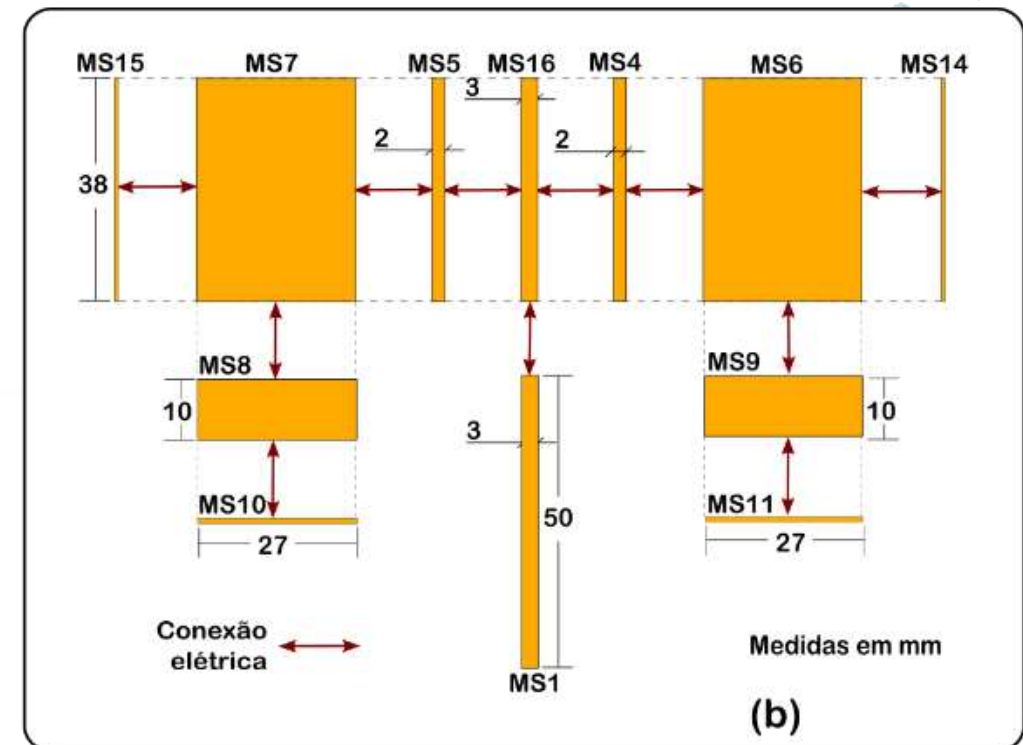 MS15 MS7 MS5 MS16 MS4 MS6 MS14
3
2 2
38
MS8 MS9
10 10
3
MS10 MS11
50
27 27
Conexão
elétrica
Medidas em mm
MS1
(b)